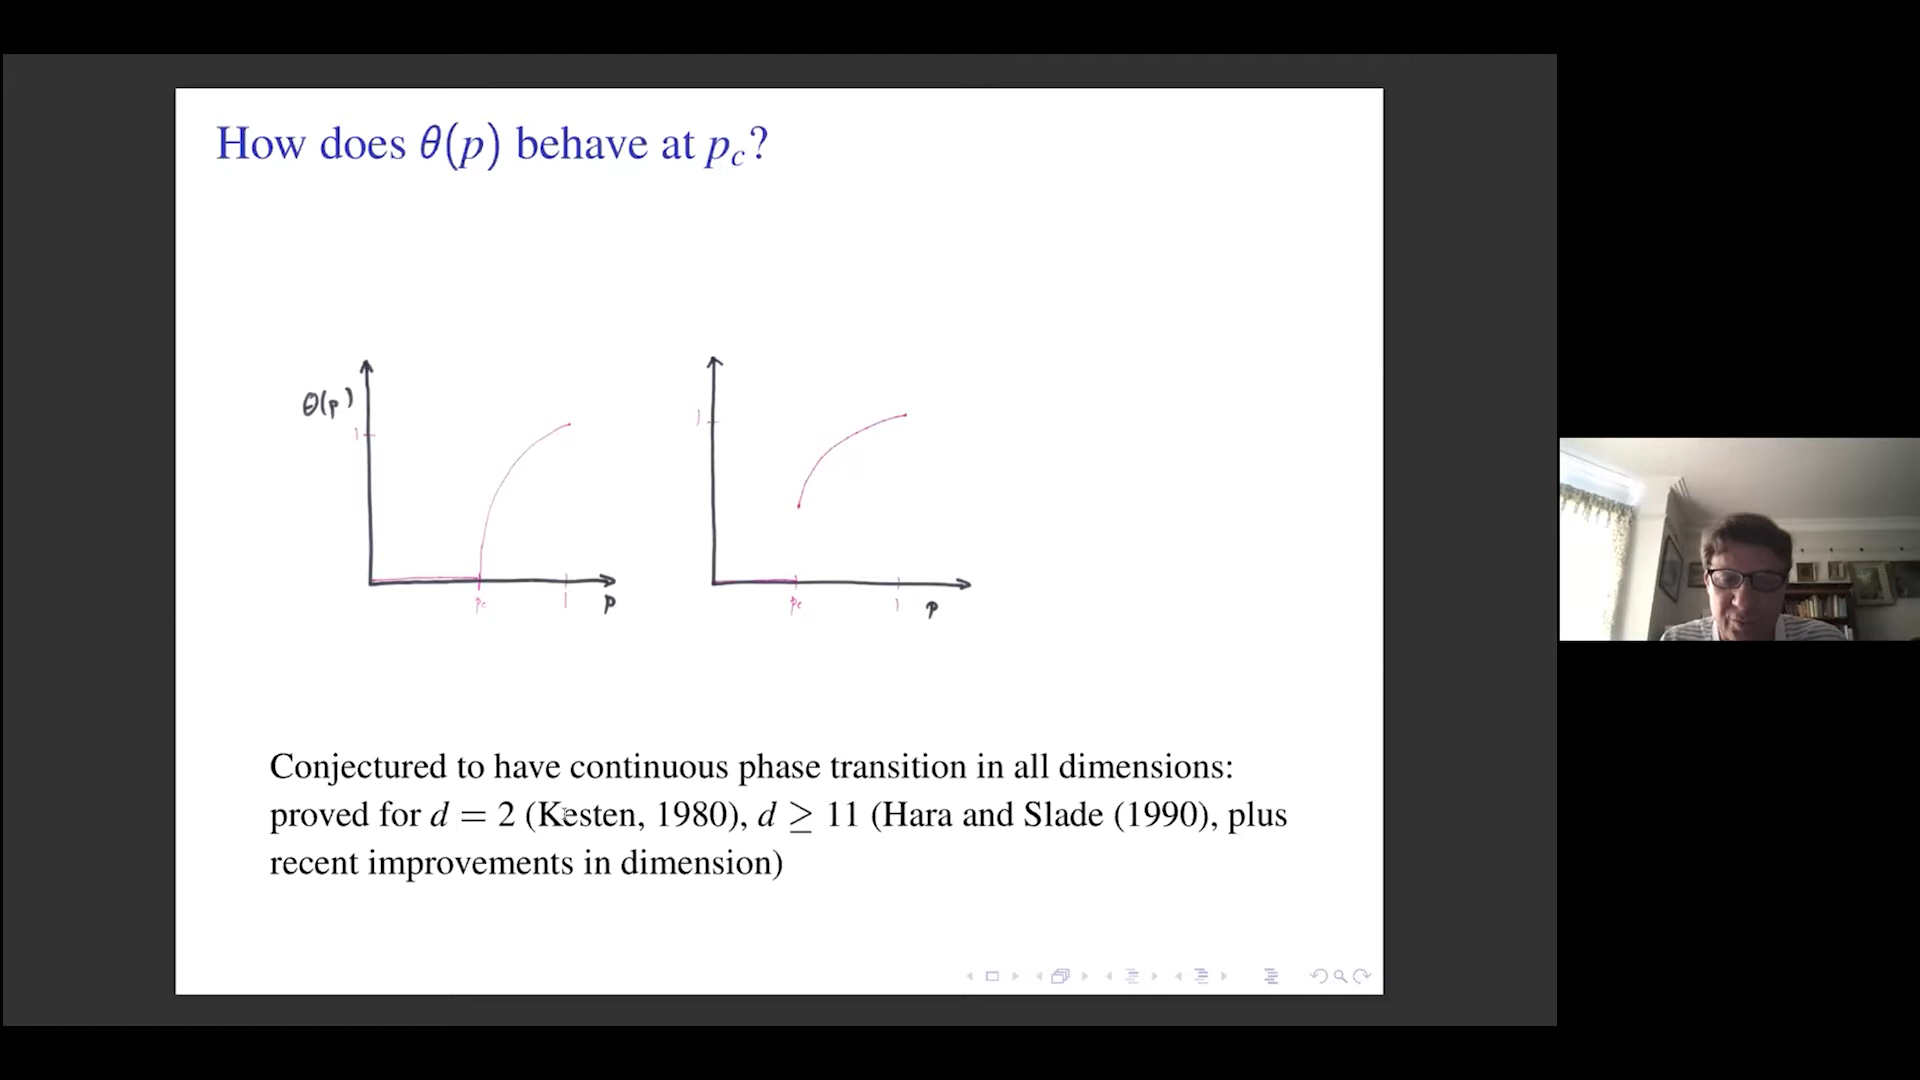 How does θ(p) behave at p_c?
θ(p)
1
p_c
1
p
1
p_c
1
p
Conjectured to have continuous phase transition in all dimensions:
proved for d = 2 (Kesten, 1980), d ≥ 11 (Hara and Slade (1990), plus
recent improvements in dimension)